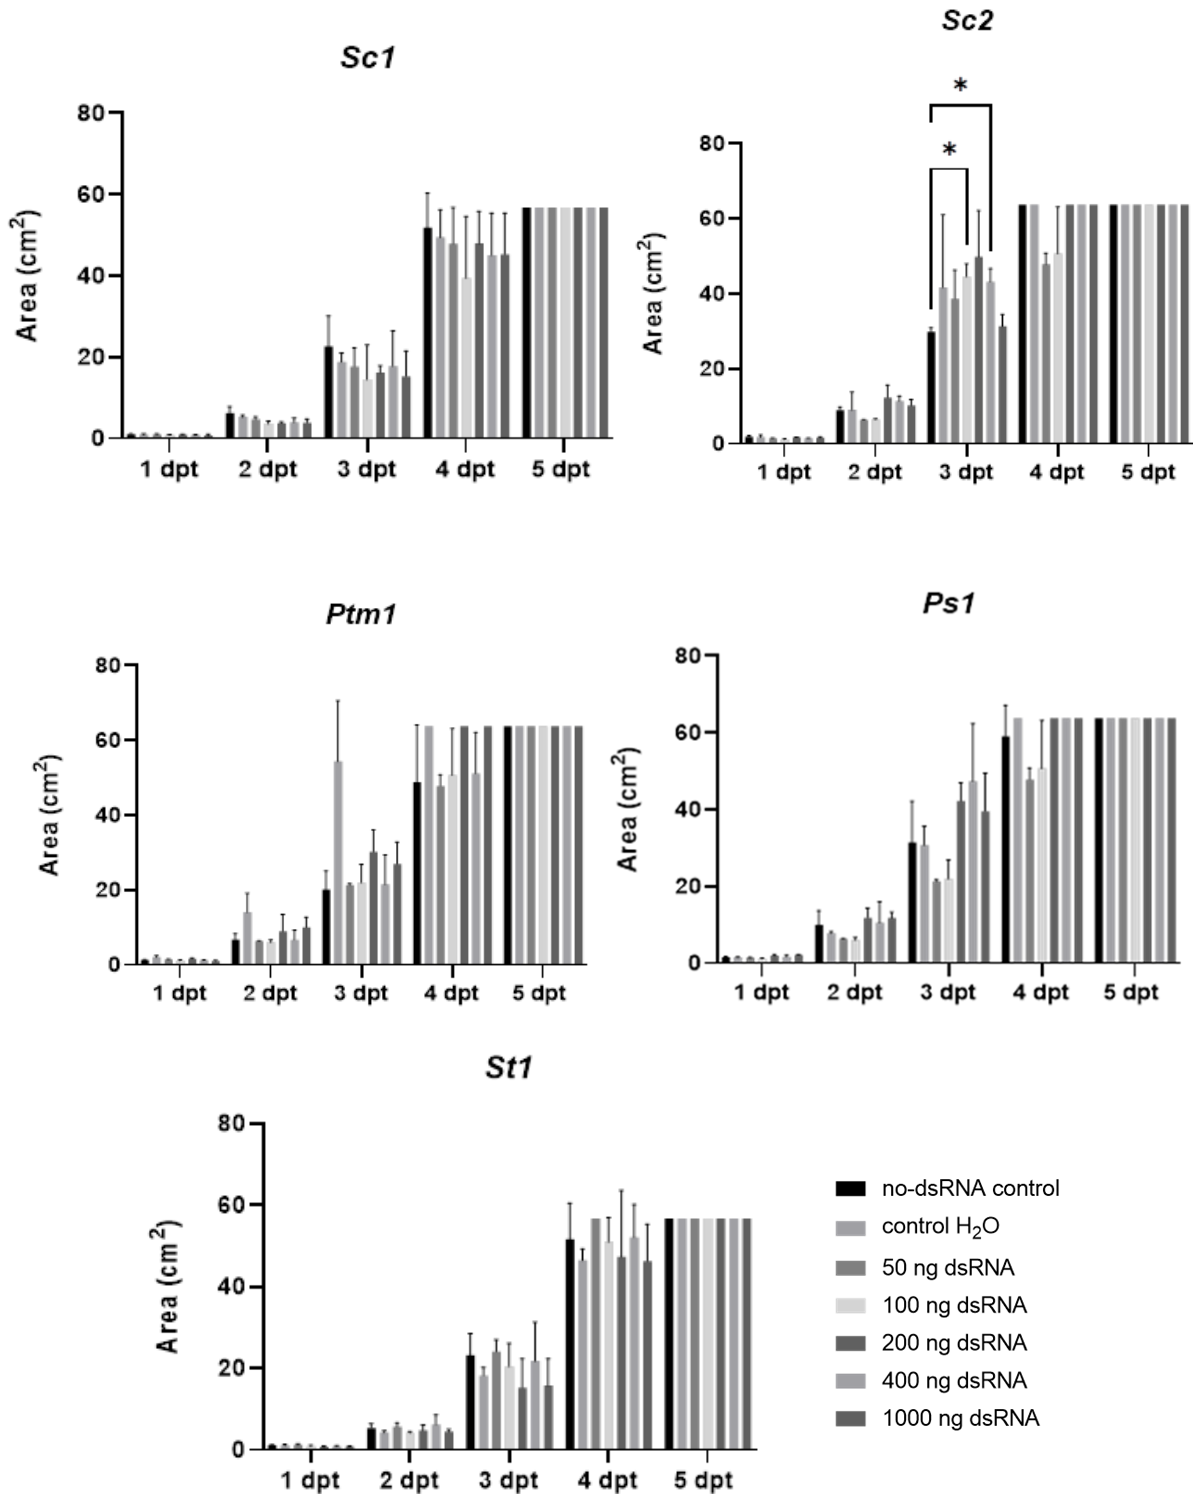 Sc1
Area (cm2)
80
60
40
20
0
1 dpt 2 dpt 3 dpt 4 dpt 5 dpt
Sc2
Area (cm2)
80
60
40
20
0
*
*
1 dpt 2 dpt 3 dpt 4 dpt 5 dpt
Ptm1
Area (cm2)
80
60
40
20
0
1 dpt 2 dpt 3 dpt 4 dpt 5 dpt
Ps1
Area (cm2)
80
60
40
20
0
1 dpt 2 dpt 3 dpt 4 dpt 5 dpt
St1
Area (cm2)
80
60
40
20
0
1 dpt 2 dpt 3 dpt 4 dpt 5 dpt
no-dsRNA control
control H2O
50 ng dsRNA
100 ng dsRNA
200 ng dsRNA
400 ng dsRNA
1000 ng dsRNA